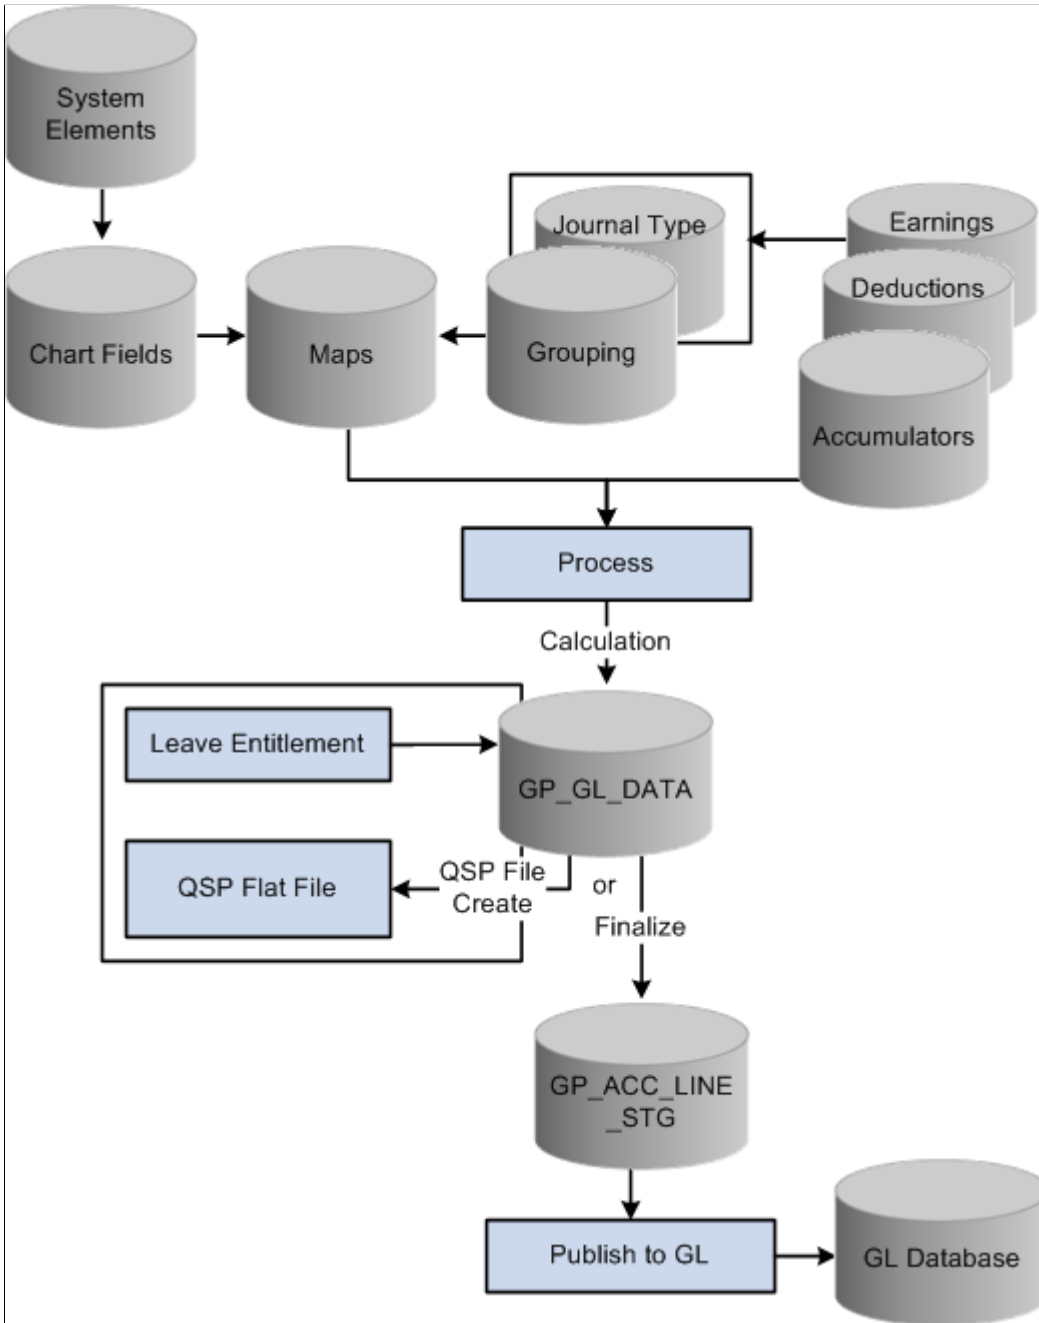 System
Elements
Journal Type
Earnings
Deductions
Chart Fields
Maps
Grouping
Accumulators
Process
Calculation
Leave Entitlement
GP_GL_DATA
QSP Flat File
QSP File
Create
or
Finalize
GP_ACC_LINE
_STG
Publish to GL
GL Database